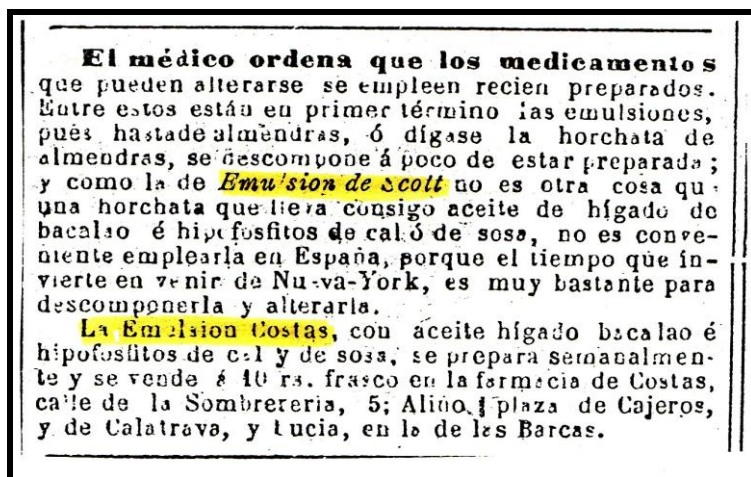 El médico ordena que los medicamentos
que pueden alterarse se empleen recien preparados.
Entre estos están en primer término las emulsiones,
pues hastade almendras, ó dígase la horchata de
almendras, se descompone á poco de estar preparada;
y como la de Emulsion de Scott no es otra cosa que
una horchata que lleva consigo aceite de hígado de
bacalao é hipofosfitos de cal ó de sosa, no es conve-
niente emplearla en España, porque el tiempo que in-
vierte en venir de Nueva-York, es muy bastante para
descomponerla y alterarla.
La Emulsion Costas, con aceite hígado bacalao é
hipofosfitos de cal y de sosa, se prepara semanalmen-
te y se vende á 10 rs. frasco en la farmacia de Costas,
calle de la Sombrereria, 5; Aliño, plaza de Cajeros,
y de Calatrava, y Lucia, en la de las Barcas.